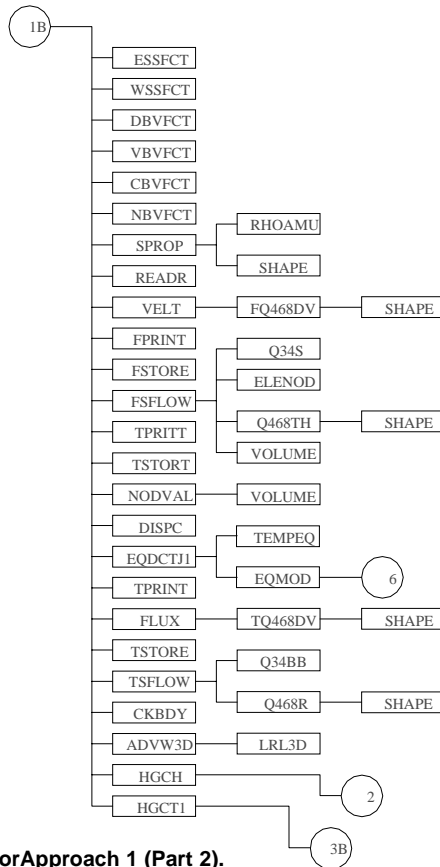 1B
ESSFCT
WSSFCT
DBVFCT
VBVFCT
CBVFCT
NBVFCT
RHOAMU
SPROP
SHAPE
READR
VELT FQ468DV SHAPE
FPRINT
Q34S
FSTORE
ELENOD
FSFLOW
Q468TH SHAPE
TPRITT
VOLUME
TSTORT
NODVAL VOLUME
DISPC
TEMPEQ
EQDCTJ1
EQMOD 6
TPRINT
FLUX TQ468DV SHAPE
TSTORE
Q34BB
TSFLOW
Q468R SHAPE
CKBDY
ADVW3D LRL3D
HGCH
2
HGCT1
3B
orApproach 1 (Part 2).